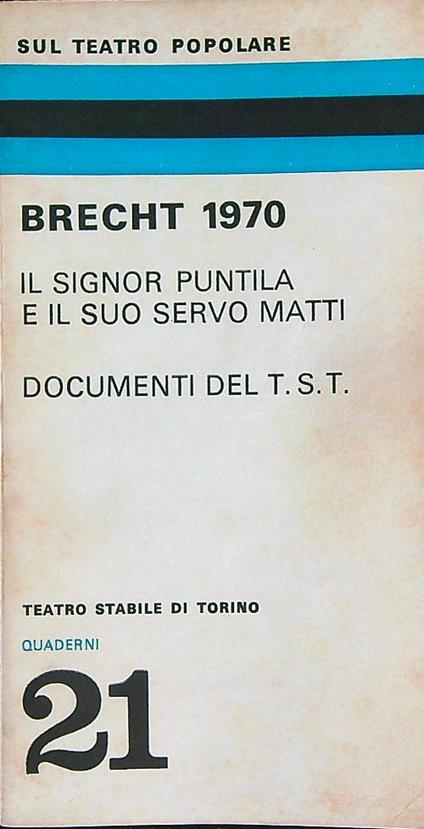 SUL TEATRO POPOLARE
BRECHT 1970
IL SIGNOR PUNTILA
E IL SUO SERVO MATTI
DOCUMENTI DEL T. S. T.
TEATRO STABILE DI TORINO
QUADERNI
21